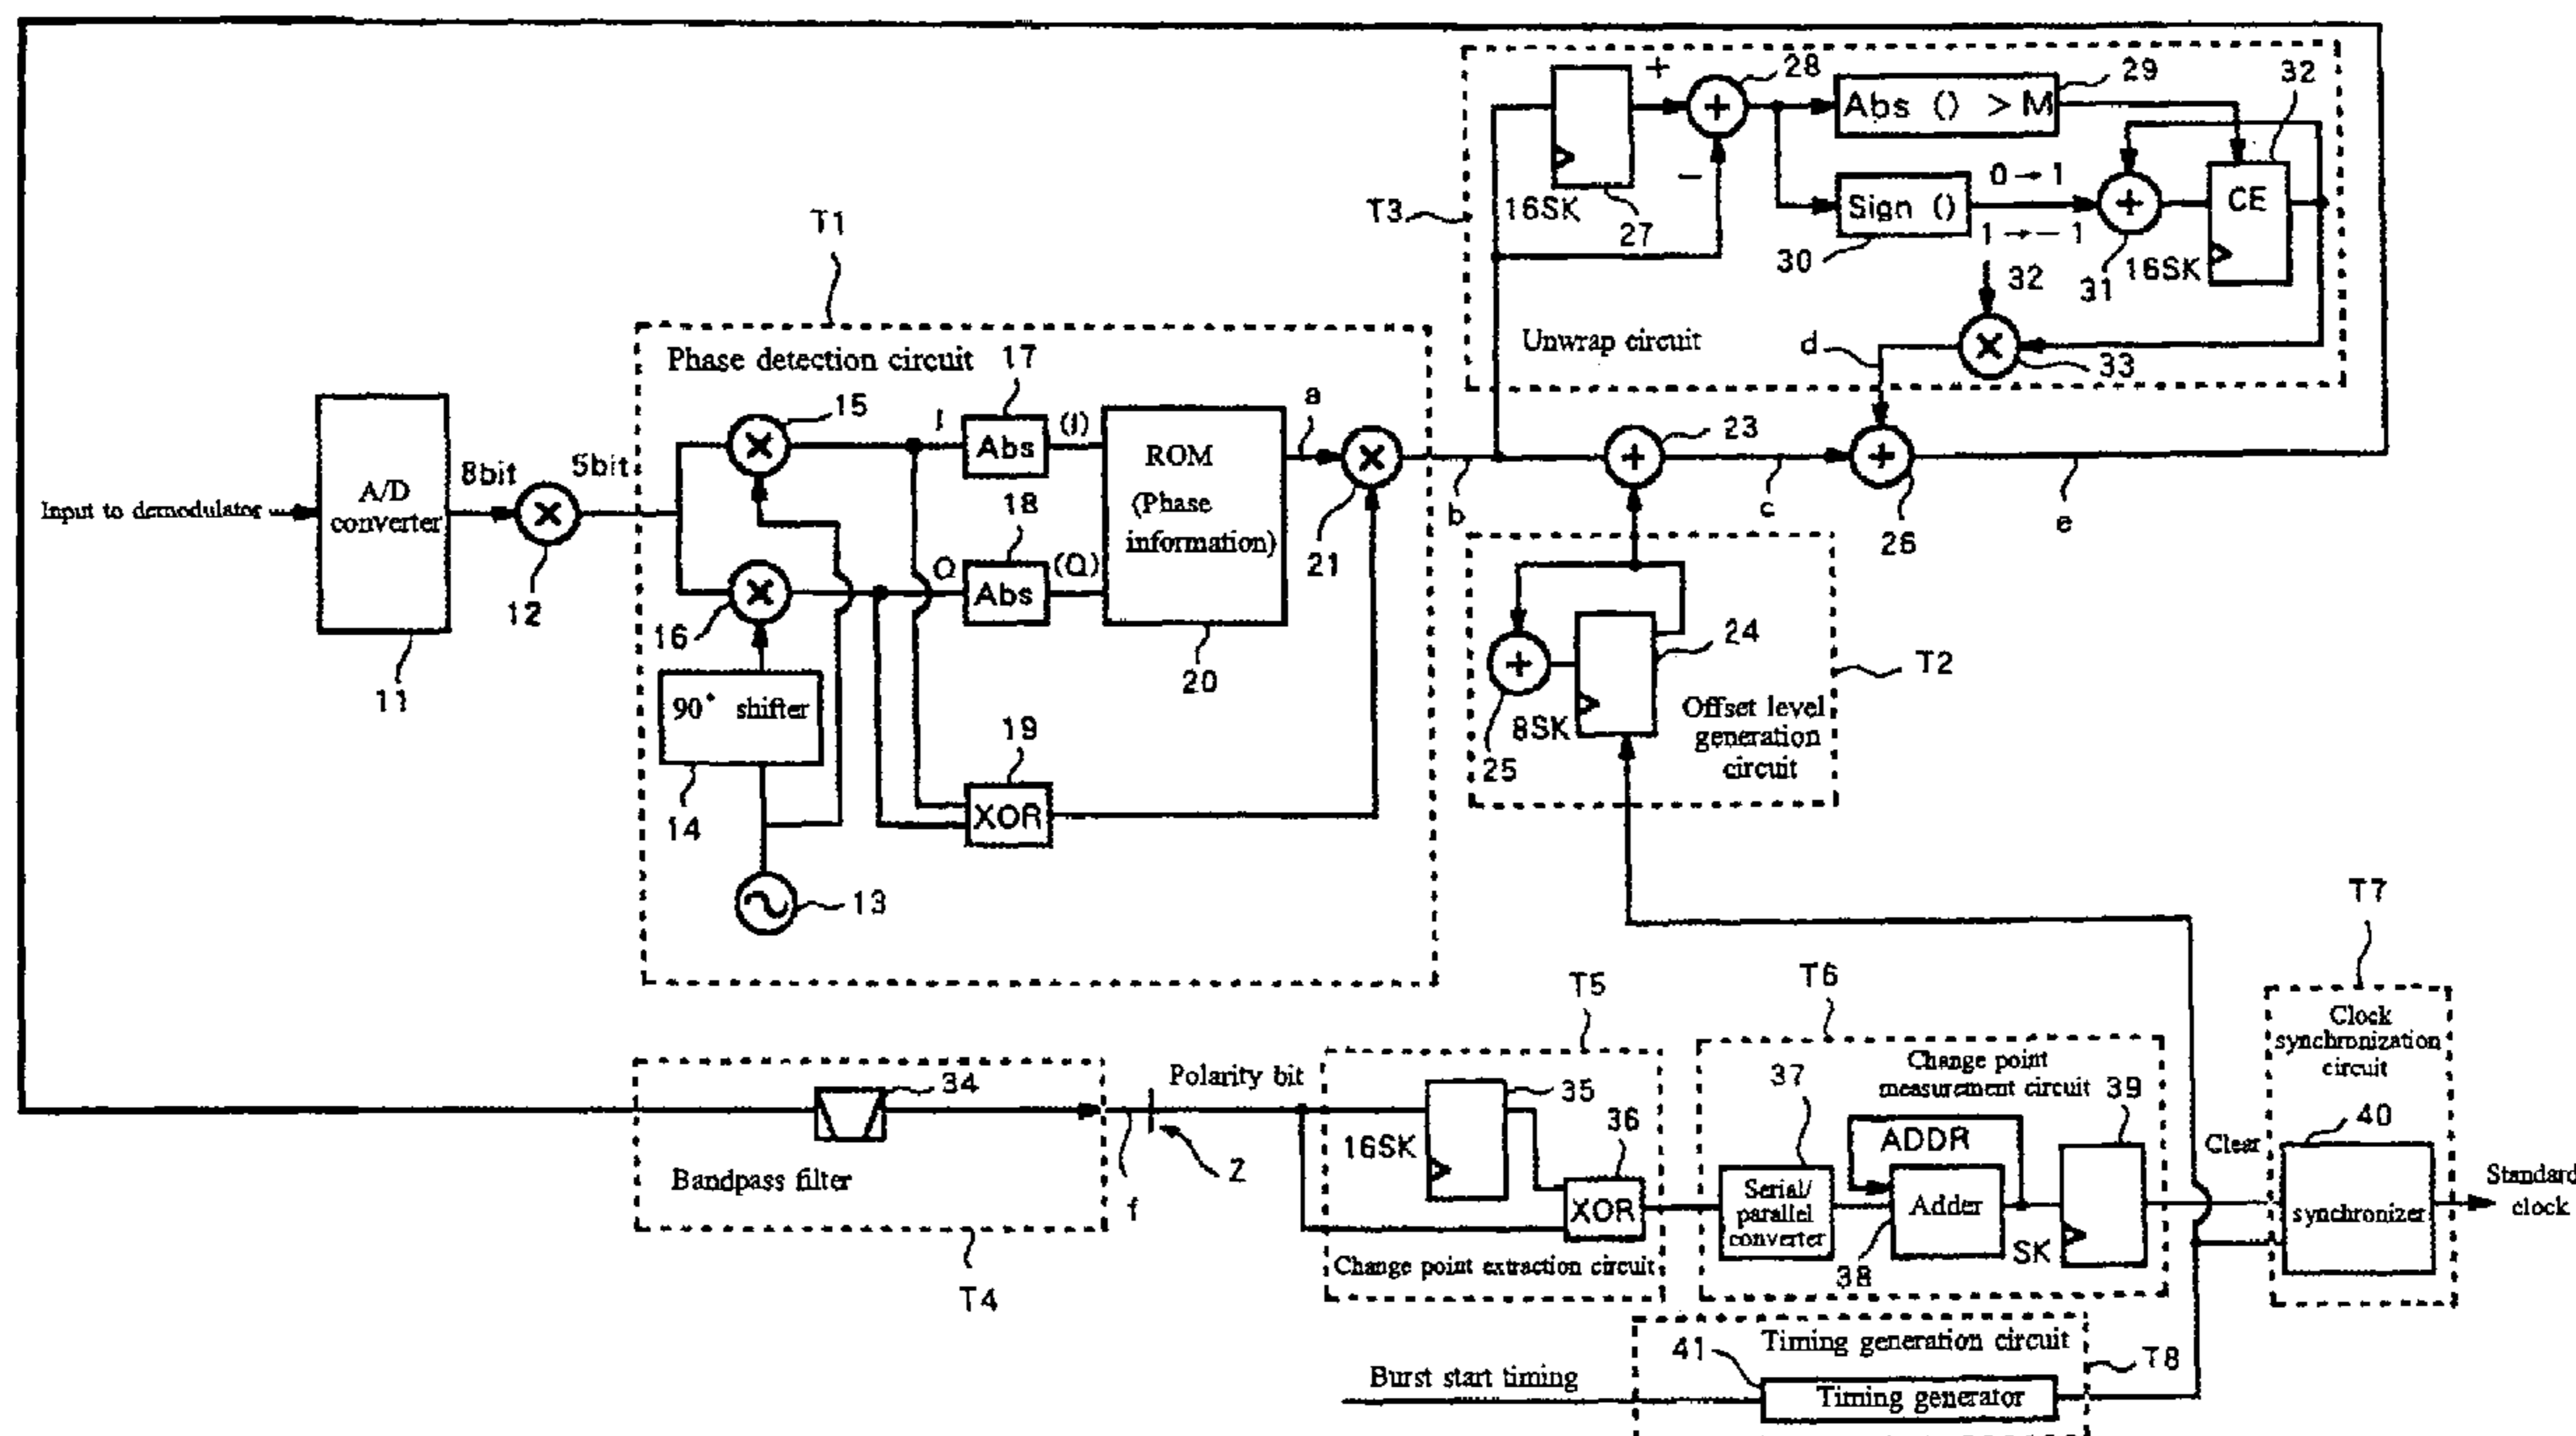 T1
Phase detection circuit
Input to demodulator
A/D
converter
11
8bit
12
5bit
15
16
90° shifter
14
13
I
Q
17
Abs
(I)
18
Abs
(Q)
19
XOR
ROM
(Phase
information)
20
a
21
b
T3
16SK
27
+
−
28
Abs () > M
29
Sign ()
30
0→1
1→−1
31
32
CE
16SK
32
33
Unwrap circuit
d
23
c
26
e
T2
24
25
8SK
Offset level
generation
circuit
34
Bandpass filter
T4
f
2
Polarity bit
T5
35
16SK
36
XOR
Change point extraction circuit
T6
Change point
measurement circuit
37
Serial/
parallel
converter
ADDR
Adder
38
SK
39
T7
Clock
synchronization
circuit
Clear
40
synchronizer
Standard
clock
Timing generation circuit
T8
41
Burst start timing
Timing generator